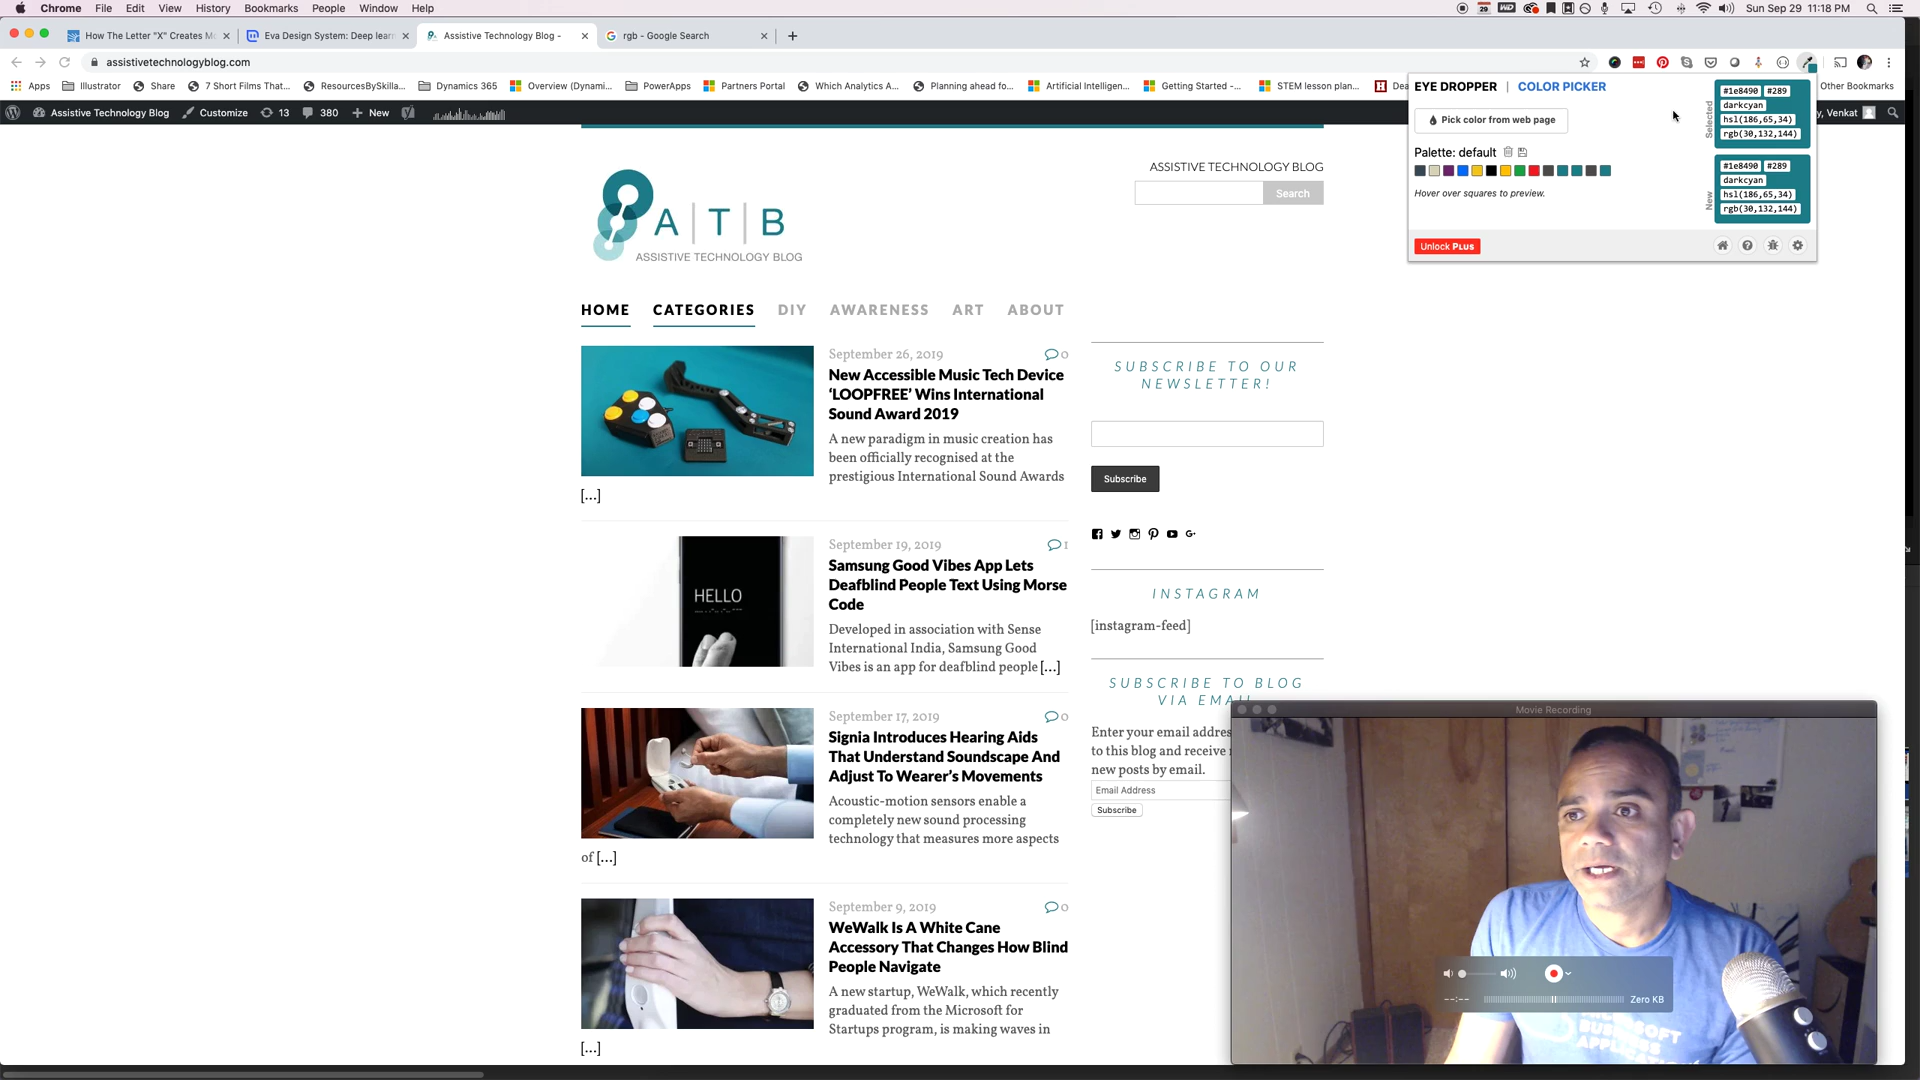 Chrome File Edit View History Bookmarks People Window Help
29 Sun Sep 29 11:18 PM
How The Letter "X" Creates M
Eva Design System: Deep learn
Assistive Technology Blog -
rgb - Google Search
assistivetechnologyblog.com
Apps Illustrator Share 7 Short Films That... ResourcesBySkilla... Dynamics 365 Overview (Dynami... PowerApps Partners Portal Which Analytics A... Planning ahead fo... Artificial Intelligen... Getting Started -... STEM lesson plan... Dea Other Bookmarks
Assistive Technology Blog Customize 13 380 New y, Venkat
EYE DROPPER | COLOR PICKER
Pick color from web page
Palette: default
Hover over squares to preview.
Selected
#1e8490 #289
darkcyan
hsl(186,65,34)
rgb(30,132,144)
New
#1e8490 #289
darkcyan
hsl(186,65,34)
rgb(30,132,144)
Unlock PLUS
A|T|B
ASSISTIVE TECHNOLOGY BLOG
ASSISTIVE TECHNOLOGY BLOG
Search
HOME CATEGORIES DIY AWARENESS ART ABOUT
September 26, 2019 0
New Accessible Music Tech Device
‘LOOPFREE’ Wins International
Sound Award 2019
A new paradigm in music creation has
been officially recognised at the
prestigious International Sound Awards
[...]
September 19, 2019 1
Samsung Good Vibes App Lets
Deafblind People Text Using Morse
Code
Developed in association with Sense
International India, Samsung Good
Vibes is an app for deafblind people [...]
HELLO
September 17, 2019 0
Signia Introduces Hearing Aids
That Understand Soundscape And
Adjust To Wearer’s Movements
Acoustic-motion sensors enable a
completely new sound processing
technology that measures more aspects
of [...]
September 9, 2019 0
WeWalk Is A White Cane
Accessory That Changes How Blind
People Navigate
A new startup, WeWalk, which recently
graduated from the Microsoft for
Startups program, is making waves in
[...]
SUBSCRIBE TO OUR
NEWSLETTER!
Subscribe
INSTAGRAM
[instagram-feed]
SUBSCRIBE TO BLOG
VIA EMAIL
Enter your email addres
to this blog and receive
new posts by email.
Email Address
Subscribe
Movie Recording
--:-- Zero KB